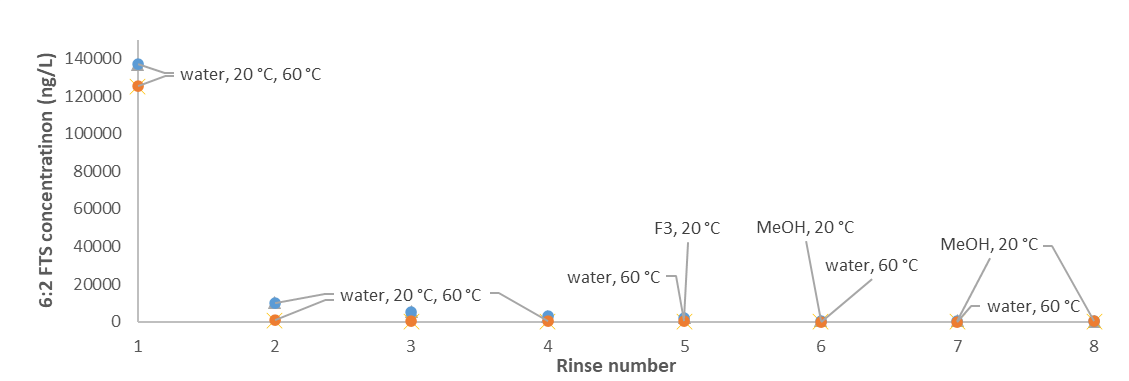 6:2 FTS concentratinon (ng/L)
140000
120000
100000
80000
60000
40000
20000
0
water, 20 °C, 60 °C
water, 20 °C, 60 °C
F3, 20 °C
water, 60 °C
MeOH, 20 °C
water, 60 °C
MeOH, 20 °C
water, 60 °C
1 2 3 4 5 6 7 8
Rinse number